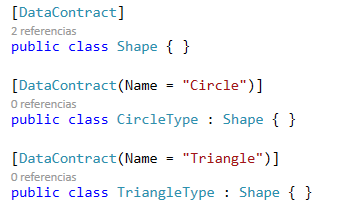 [DataContract]
2 referencias
public class Shape { }
[DataContract(Name = "Circle")]
0 referencias
public class CircleType : Shape { }
[DataContract(Name = "Triangle")]
0 referencias
public class TriangleType : Shape { }